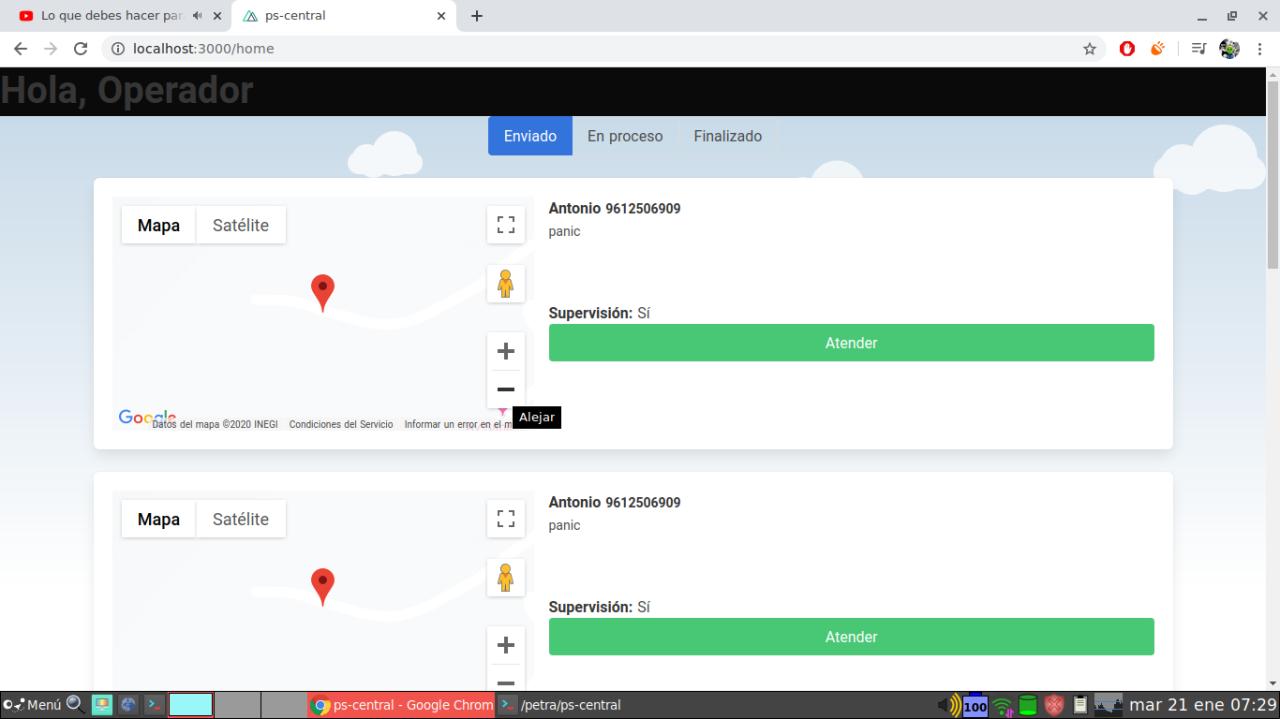 Lo que debes hacer par
ps-central
localhost:3000/home
Hola, Operador
Enviado En proceso Finalizado
Mapa Satélite
Antonio 9612506909
panic
Supervisión: Sí
Atender
Google
Datos del mapa ©2020 INEGI Condiciones del Servicio Informar un error en el m
Alejar
Mapa Satélite
Antonio 9612506909
panic
Supervisión: Sí
Atender
Menú ps-central - Google Chrom /petra/ps-central 100 mar 21 ene 07:29